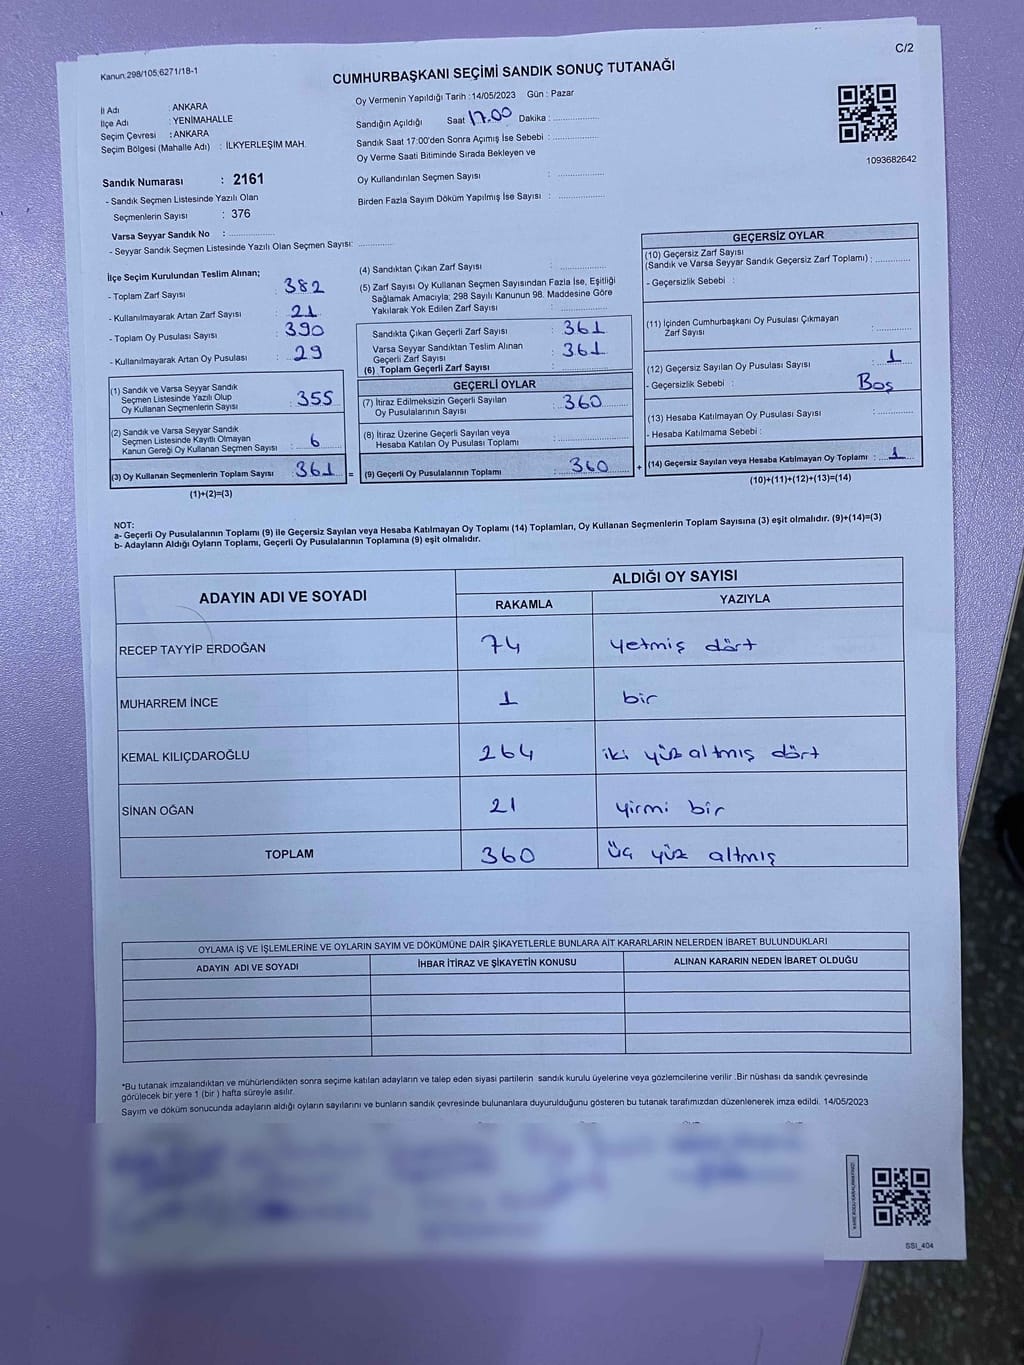 Kanun.298/105;6271/18-1
C/2
CUMHURBAŞKANI SEÇİMİ SANDIK SONUÇ TUTANAĞI
İl Adı : ANKARA
İlçe Adı : YENİMAHALLE
Seçim Çevresi : ANKARA
Seçim Bölgesi (Mahalle Adı) : İLKYERLEŞİM MAH.
Sandık Numarası : 2161
- Sandık Seçmen Listesinde Yazılı Olan
Seçmenlerin Sayısı : 376
Varsa Seyyar Sandık No : ....................
- Seyyar Sandık Seçmen Listesinde Yazılı Olan Seçmen Sayısı: ..............
Oy Vermenin Yapıldığı Tarih : 14/05/2023 Gün : Pazar
Sandığın Açıldığı Saat 17.00 Dakika : ....................
Sandık Saat 17:00'den Sonra Açımış İse Sebebi : ....................
Oy Verme Saati Bitiminde Sırada Bekleyen ve
Oy Kullandırılan Seçmen Sayısı : ....................
Birden Fazla Sayım Döküm Yapılmış İse Sayısı : ....................
1093682642
İlçe Seçim Kurulundan Teslim Alınan;
- Toplam Zarf Sayısı : 382
- Kullanılmayarak Artan Zarf Sayısı : 21
- Toplam Oy Pusulası Sayısı : 390
- Kullanılmayarak Artan Oy Pusulası : 29
(1) Sandık ve Varsa Seyyar Sandık
Seçmen Listesinde Yazılı Olup
Oy Kullanan Seçmenlerin Sayısı : 355
(2) Sandık ve Varsa Seyyar Sandık
Seçmen Listesinde Kayıtlı Olmayan
Kanun Gereği Oy Kullanan Seçmen Sayısı : 6
(3) Oy Kullanan Seçmenlerin Toplam Sayısı : 361 =
(1)+(2)=(3)
(4) Sandıktan Çıkan Zarf Sayısı : ....................
(5) Zarf Sayısı Oy Kullanan Seçmen Sayısından Fazla İse, Eşitliği
Sağlamak Amacıyla; 298 Sayılı Kanunun 98. Maddesine Göre
Yakılarak Yok Edilen Zarf Sayısı : ....................
Sandıkta Çıkan Geçerli Zarf Sayısı : 361
Varsa Seyyar Sandıktan Teslim Alınan
Geçerli Zarf Sayısı : 361
(6) Toplam Geçerli Zarf Sayısı : ....................
GEÇERLİ OYLAR
(7) İtiraz Edilmeksizin Geçerli Sayılan
Oy Pusulalarının Sayısı : 360
(8) İtiraz Üzerine Geçerli Sayılan veya
Hesaba Katılan Oy Pusulası Toplamı : ....................
(9) Geçerli Oy Pusulalarının Toplamı : 360 +
GEÇERSİZ OYLAR
(10) Geçersiz Zarf Sayısı
(Sandık ve Varsa Seyyar Sandık Geçersiz Zarf Toplamı) : ..............
- Geçersizlik Sebebi :
(11) İçinden Cumhurbaşkanı Oy Pusulası Çıkmayan
Zarf Sayısı : ..............
(12) Geçersiz Sayılan Oy Pusulası Sayısı : 1
- Geçersizlik Sebebi : Boş
(13) Hesaba Katılmayan Oy Pusulası Sayısı : ..............
- Hesaba Katılmama Sebebi :
(14) Geçersiz Sayılan veya Hesaba Katılmayan Oy Toplamı : 1
(10)+(11)+(12)+(13)=(14)
NOT:
a- Geçerli Oy Pusulalarının Toplamı (9) ile Geçersiz Sayılan veya Hesaba Katılmayan Oy Toplamı (14) Toplamları, Oy Kullanan Seçmenlerin Toplam Sayısına (3) eşit olmalıdır. (9)+(14)=(3)
b- Adayların Aldığı Oyların Toplamı, Geçerli Oy Pusulalarının Toplamına (9) eşit olmalıdır.
ADAYIN ADI VE SOYADI
ALDIĞI OY SAYISI
RAKAMLA YAZIYLA
RECEP TAYYİP ERDOĞAN 74 yetmiş dört
MUHARREM İNCE 1 bir
KEMAL KILIÇDAROĞLU 264 iki yüz altmış dört
SİNAN OĞAN 21 yirmi bir
TOPLAM 360 üç yüz altmış
OYLAMA İŞ VE İŞLEMLERİNE VE OYLARIN SAYIM VE DÖKÜMÜNE DAİR ŞİKAYETLERLE BUNLARA AİT KARARLARIN NELERDEN İBARET BULUNDUKLARI
ADAYIN ADI VE SOYADI İHBAR İTİRAZ VE ŞİKAYETİN KONUSU ALINAN KARARIN NEDEN İBARET OLDUĞU
*Bu tutanak imzalandıktan ve mühürlendikten sonra seçime katılan adayların ve talep eden siyasi partilerin sandık kurulu üyelerine veya gözlemcilerine verilir .Bir nüshası da sandık çevresinde
görülecek bir yere 1 (bir ) hafta süreyle asılır.
Sayım ve döküm sonucunda adayların aldığı oyların sayılarını ve bunların sandık çevresinde bulunanlara duyurulduğunu gösteren bu tutanak tarafımızdan düzenlenerek imza edildi. 14/05/2023
SSI_404